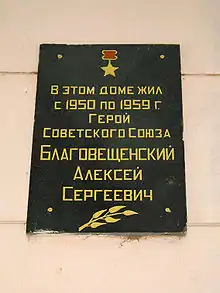 В этом доме жил
с 1950 по 1959 г.
Герой
Советского Союза
Благовещенский
Алексей
Сергеевич